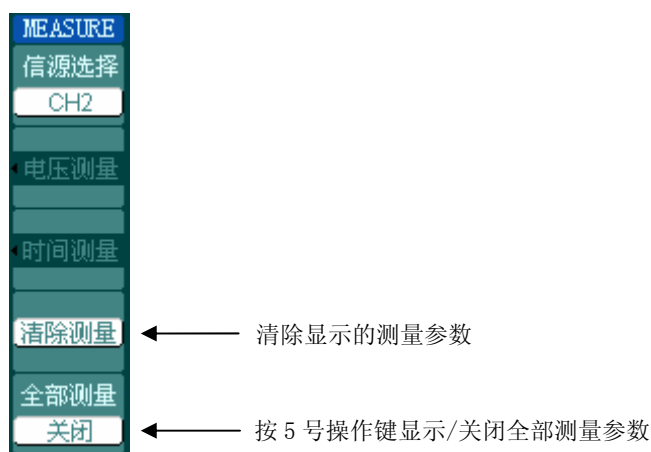 MEASURE
信源选择
CH2
电压测量
时间测量
清除测量
清除显示的测量参数
全部测量
关闭
按 5 号操作键显示/关闭全部测量参数